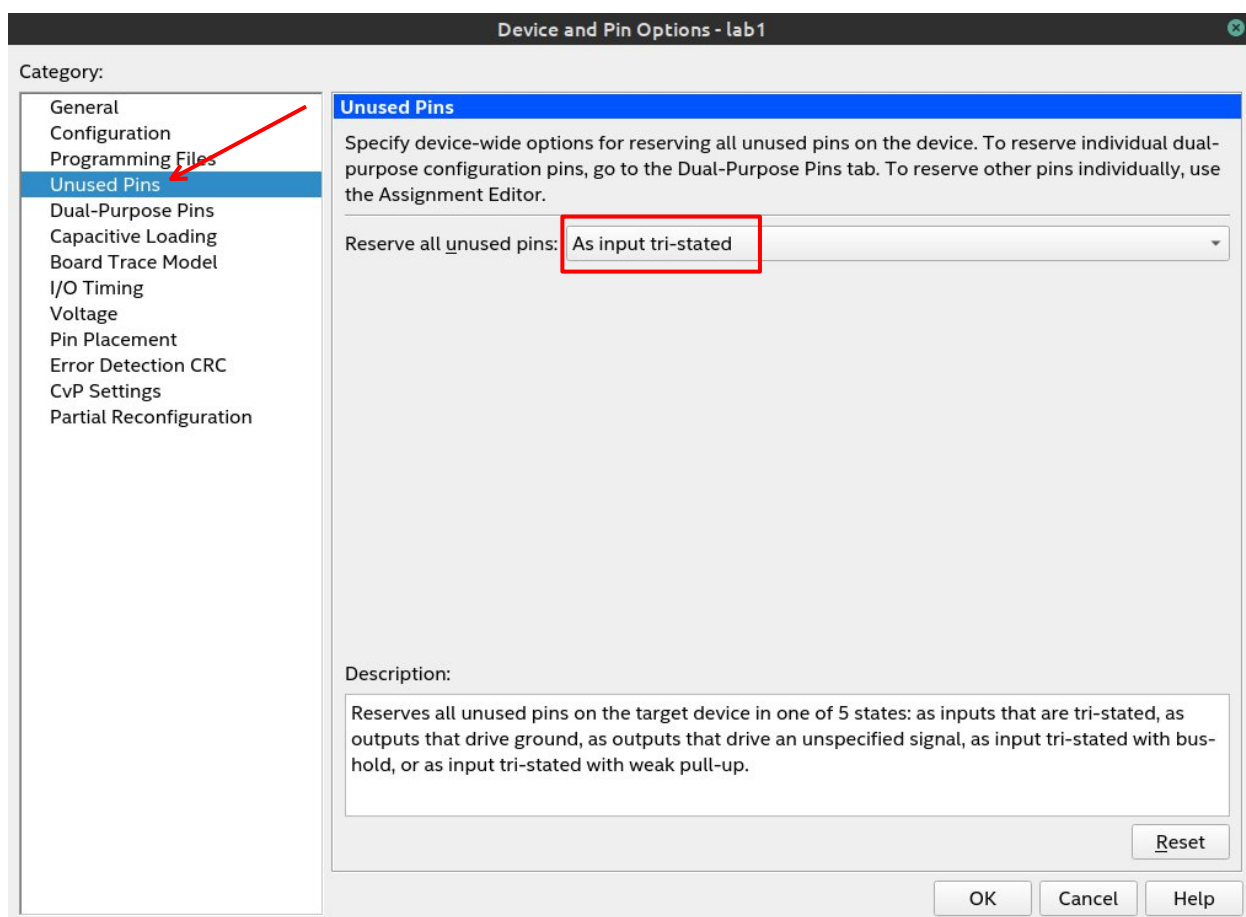 Device and Pin Options - lab1
Category:
General
Configuration
Programming Files
Unused Pins
Dual-Purpose Pins
Capacitive Loading
Board Trace Model
I/O Timing
Voltage
Pin Placement
Error Detection CRC
CvP Settings
Partial Reconfiguration
Unused Pins
Specify device-wide options for reserving all unused pins on the device. To reserve individual dual-
purpose configuration pins, go to the Dual-Purpose Pins tab. To reserve other pins individually, use
the Assignment Editor.
Reserve all unused pins: As input tri-stated
Description:
Reserves all unused pins on the target device in one of 5 states: as inputs that are tri-stated, as
outputs that drive ground, as outputs that drive an unspecified signal, as input tri-stated with bus-
hold, or as input tri-stated with weak pull-up.
Reset
OK Cancel Help